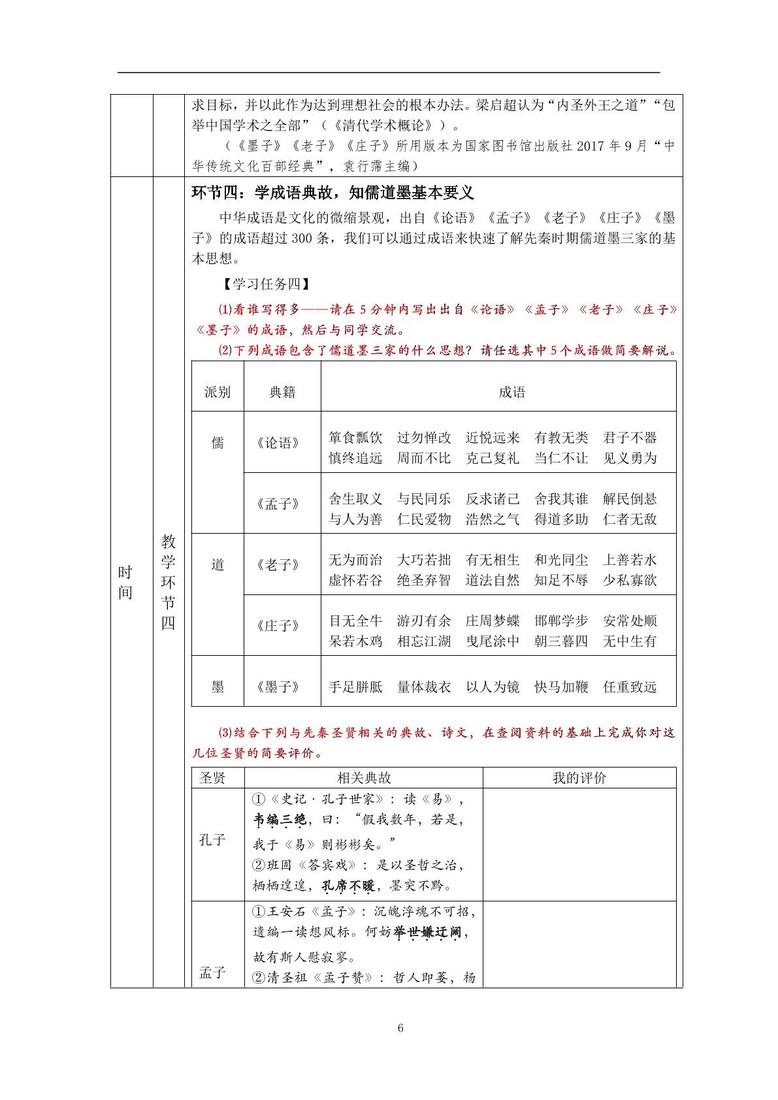 求目标，并以此作为达到理想社会的根本办法。梁启超认为“内圣外王之道”“包
举中国学术之全部”（《清代学术概论》）。
（《墨子》《老子》《庄子》所用版本为国家图书馆出版社 2017 年 9 月“中
华传统文化百部经典”，袁行霈主编）
时间
教学环节四
环节四：学成语典故，知儒道墨基本要义
中华成语是文化的微缩景观，出自《论语》《孟子》《老子》《庄子》《墨
子》的成语超过 300 条，我们可以通过成语来快速了解先秦时期儒道墨三家的基
本思想。
【学习任务四】
⑴看谁写得多——请在 5 分钟内写出出自《论语》《孟子》《老子》《庄子》
《墨子》的成语，然后与同学交流。
⑵下列成语包含了儒道墨三家的什么思想？请任选其中 5 个成语做简要解说。
派别 典籍 成语
儒 《论语》 箪食瓢饮 过勿惮改 近悦远来 有教无类 君子不器
慎终追远 周而不比 克己复礼 当仁不让 见义勇为
《孟子》 舍生取义 与民同乐 反求诸己 舍我其谁 解民倒悬
与人为善 仁民爱物 浩然之气 得道多助 仁者无敌
道 《老子》 无为而治 大巧若拙 有无相生 和光同尘 上善若水
虚怀若谷 绝圣弃智 道法自然 知足不辱 少私寡欲
《庄子》 目无全牛 游刃有余 庄周梦蝶 邯郸学步 安常处顺
呆若木鸡 相忘江湖 曳尾涂中 朝三暮四 无中生有
墨 《墨子》 手足胼胝 量体裁衣 以人为镜 快马加鞭 任重致远
⑶结合下列与先秦圣贤相关的典故、诗文，在查阅资料的基础上完成你对这
几位圣贤的简要评价。
圣贤 相关典故 我的评价
孔子
①《史记·孔子世家》：读《易》，
韦编三绝，曰：“假我数年，若是，
我于《易》则彬彬矣。”
②班固《答宾戏》：是以圣哲之治，
栖栖遑遑，孔席不暖，墨突不黔。
孟子
①王安石《孟子》：沉魄浮魂不可招，
遗编一读想风标。何妨举世嫌迂阔，
故有斯人慰寂寥。
②清圣祖《孟子赞》：哲人即萎，杨
6